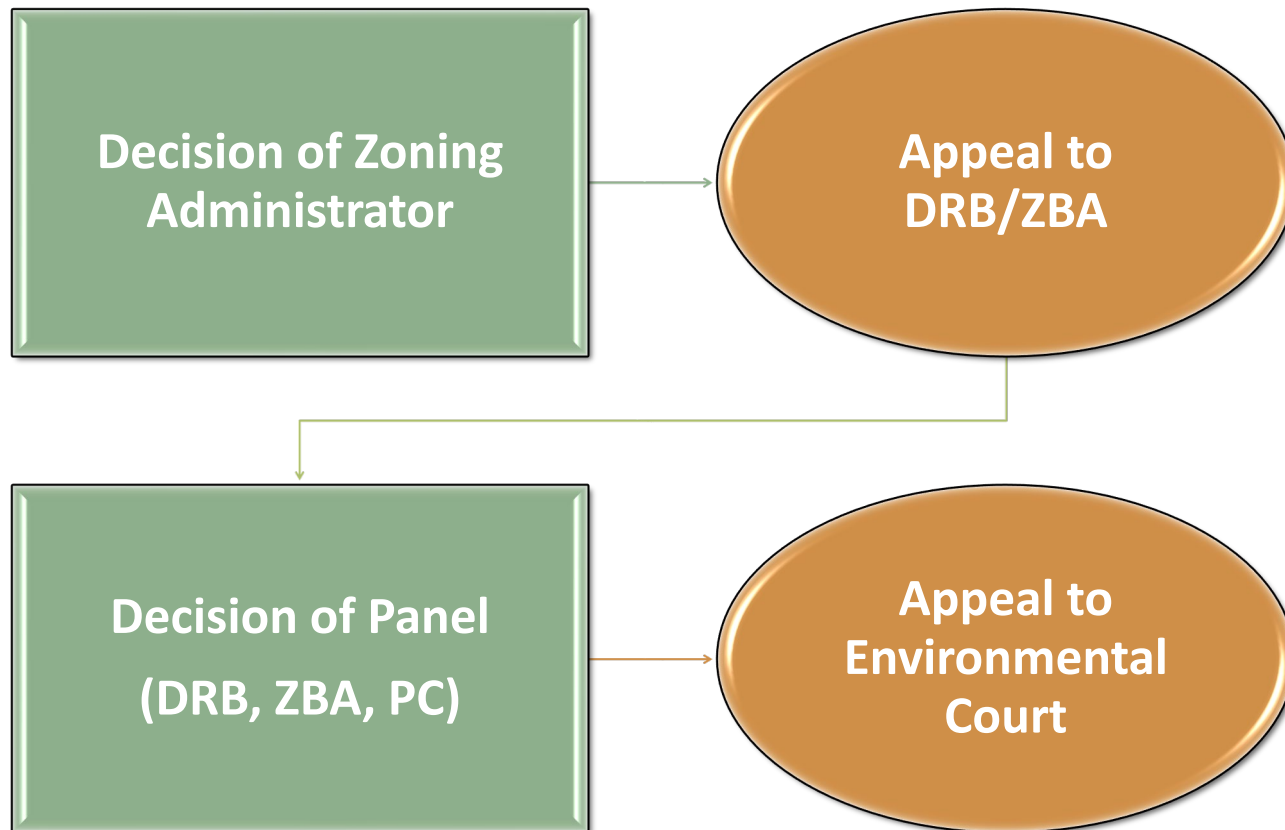 Decision of Zoning
Administrator
Appeal to
DRB/ZBA
Decision of Panel
(DRB, ZBA, PC)
Appeal to
Environmental
Court